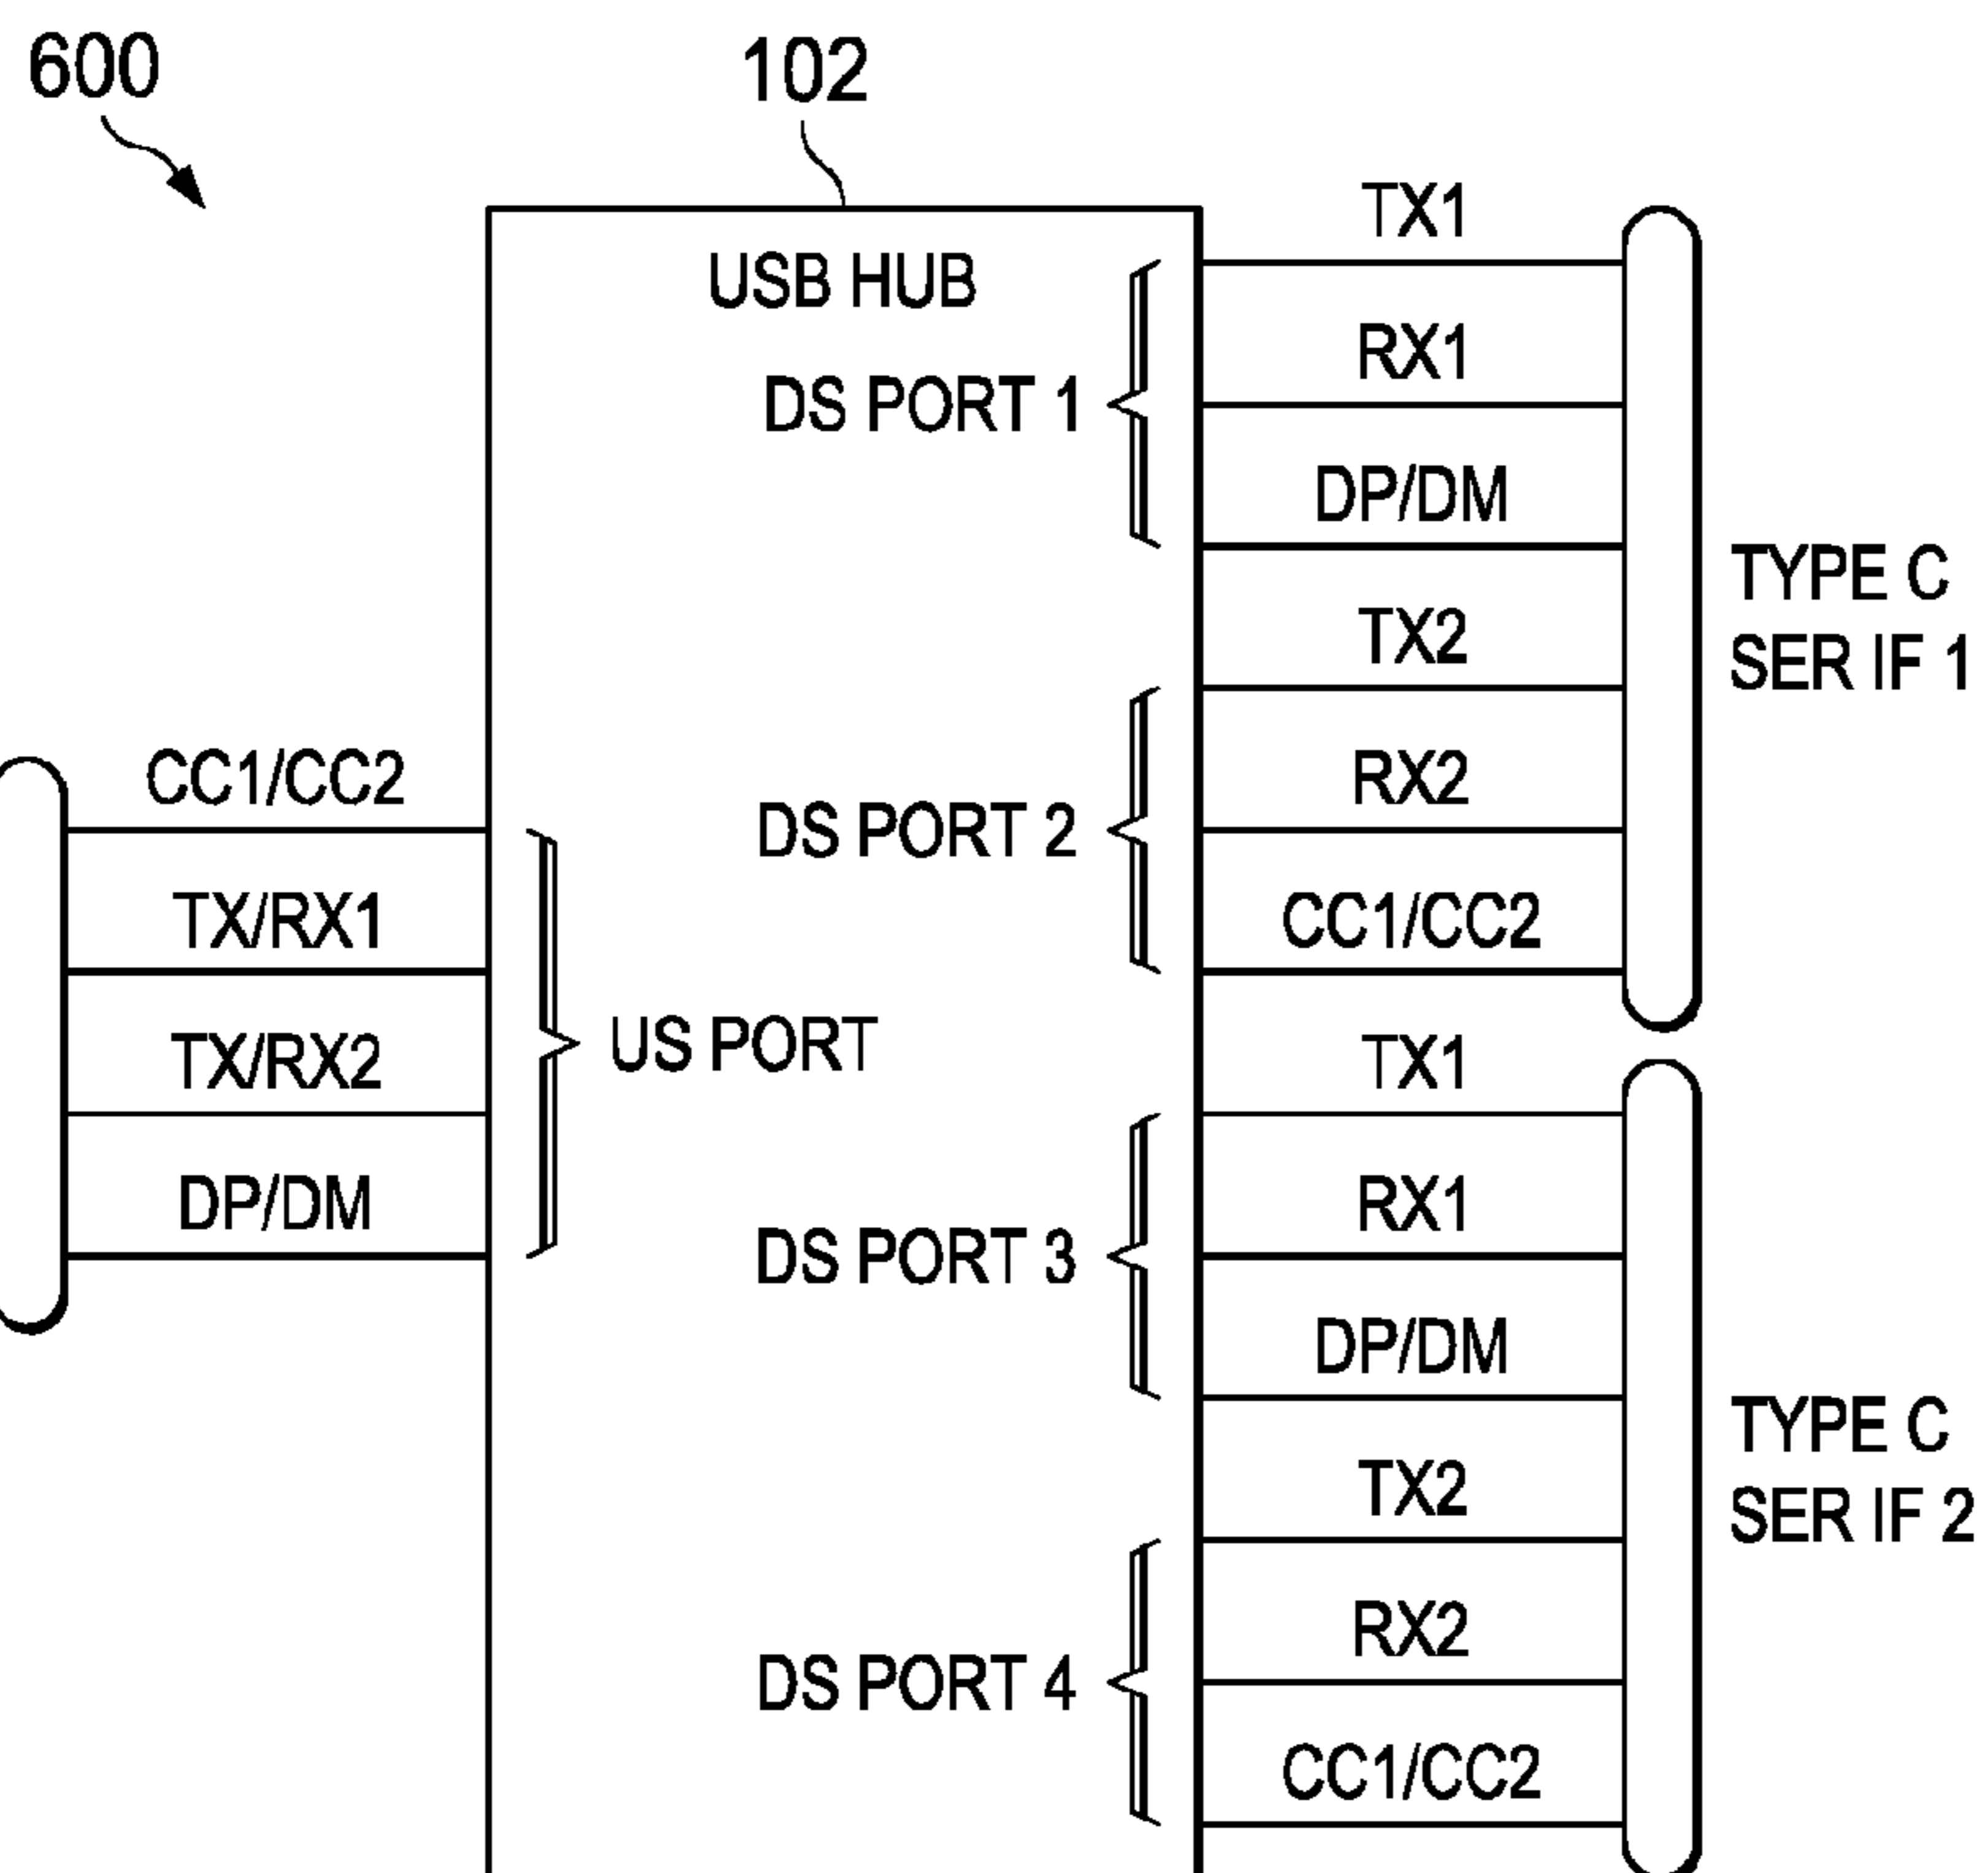 600
102
USB HUB
CC1/CC2
TX/RX1
TX/RX2
DP/DM
US PORT
DS PORT 1
DS PORT 2
DS PORT 3
DS PORT 4
TX1
RX1
DP/DM
TX2
RX2
CC1/CC2
TX1
RX1
DP/DM
TX2
RX2
CC1/CC2
TYPE C
SER IF 1
TYPE C
SER IF 2